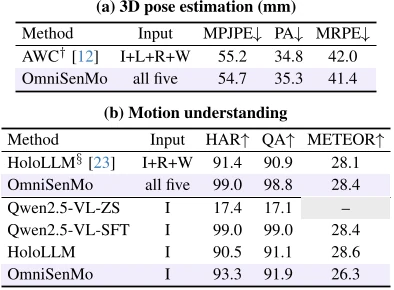 (a) 3D pose estimation (mm)
Method Input MPJPE↓ PA↓ MRPE↓
AWC† [12] I+L+R+W 55.2 34.8 42.0
OmniSenMo all five 54.7 35.3 41.4
(b) Motion understanding
Method Input HAR↑ QA↑ METEOR↑
HoloLLM§ [23] I+R+W 91.4 90.9 28.1
OmniSenMo all five 99.0 98.8 28.4
Qwen2.5-VL-ZS I 17.4 17.1 –
Qwen2.5-VL-SFT I 99.0 99.0 28.4
HoloLLM I 90.5 91.1 28.6
OmniSenMo I 93.3 91.9 26.3